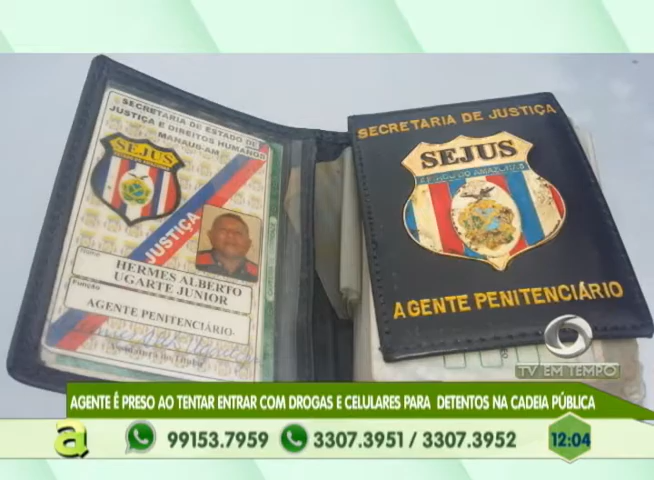 SECRETARIA DE ESTADO DE
JUSTIÇA E DIREITOS HUMANOS
MANAUS-AM
SEJUS
JUSTIÇA
Nome
HERMES ALBERTO
UGARTE JUNIOR
Função
AGENTE PENITENCIÁRIO
SECRETARIA DE JUSTIÇA
SEJUS
AGENTE PENITENCIÁRIO
TV EM TEMPO
AGENTE É PRESO AO TENTAR ENTRAR COM DROGAS E CELULARES PARA DETENTOS NA CADEIA PÚBLICA
a 99153.7959 3307.3951 / 3307.3952 12:04